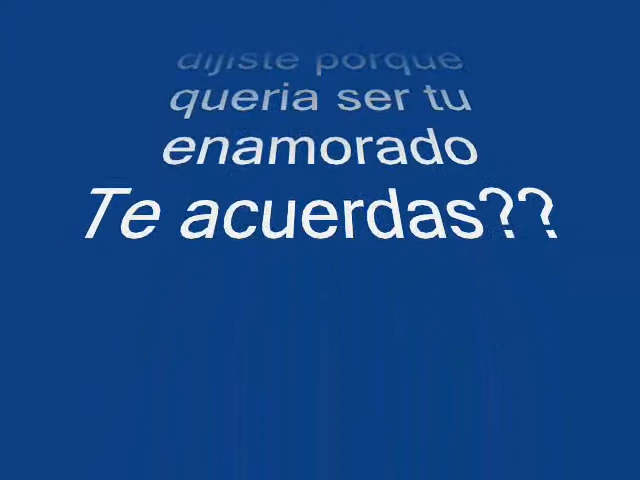 dijiste porque
queria ser tu
enamorado
Te acuerdas??